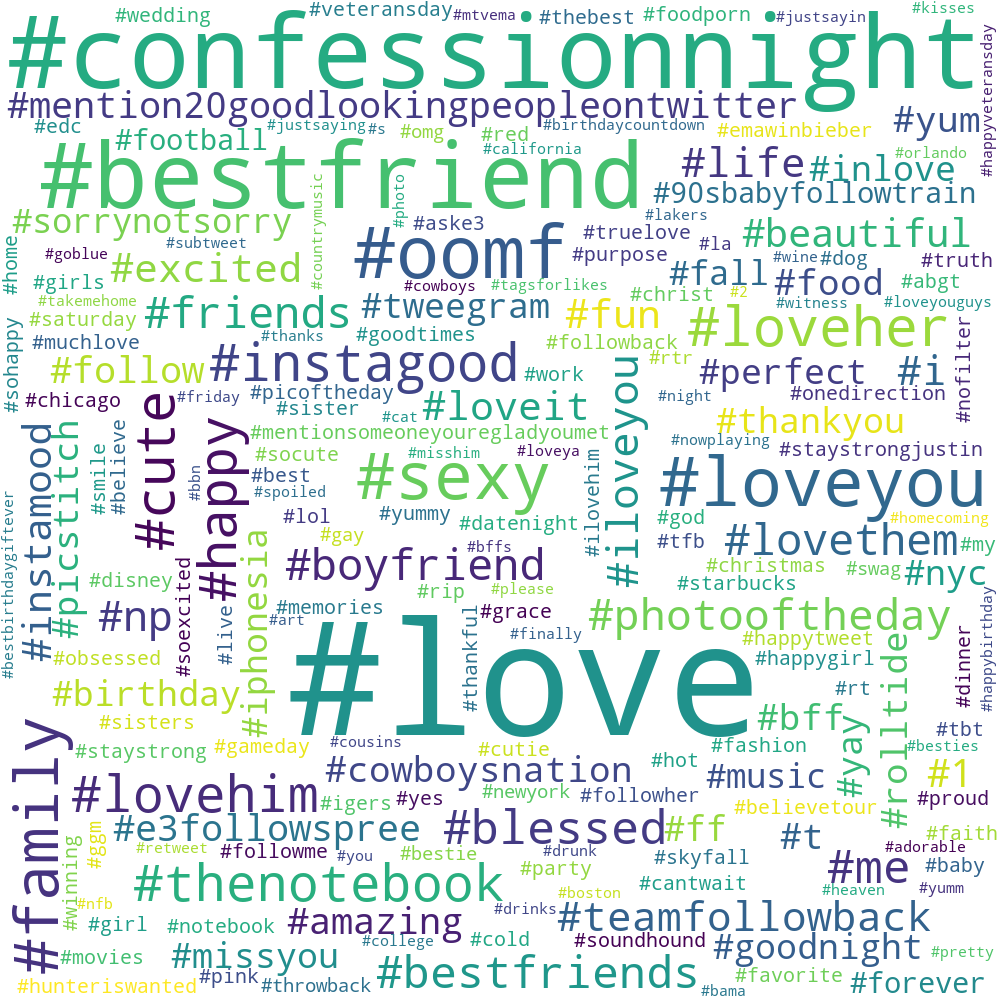 #wedding
#veteransday
#mtvema
#thebest
#foodporn
#justsayin
#kisses
#confessionnight
#happyveteransday
#mention20goodlookingpeopleontwitter
#edc
#football
#justsaying
#s
#omg
#red
#birthdaycountdown
#emawinbieber
#yum
#california
#bestfriend
#life
#inlove
#orlando
#countrymusic
#photo
#90sbabyfollowtrain
#sorrynotsorry
#aske3
#lakers
#home
#goblue
#subtweet
#oomf
#truelove
#la
#beautiful
#purpose
#wine
#dog
#truth
#girls
#excited
#cowboys
#tagsforlikes
#fall
#food
#abgt
#takemehome
#friends
#tweegram
#christ
#2
#witness
#loveyouguys
#saturday
#fun
#loveher
#sohappy
#muchlove
#thanks
#goodtimes
#followback
#nofilter
#follow
#instagood
#rtr
#perfect
#i
#chicago
#friday
#picoftheday
#work
#iloveyou
#night
#onedirection
#cute
#sister
#cat
#loveit
#thankyou
#instamood
#picstitch
#smile
#believe
#happy
#mentionsomeoneyouregladyoumet
#nowplaying
#staystrongjustin
#socute
#misshim
#loveya
#ilovehim
#bbn
#best
#sexy
#loveyou
#bestbirthdaygiftever
#spoiled
#lol
#yummy
#datenight
#god
#homecoming
#iphonesia
#gay
#bffs
#tfb
#lovethem
#my
#disney
#boyfriend
#starbucks
#christmas
#swag
#nyc
#soexcited
#rip
#please
#happybirthday
#np
#live
#memories
#grace
#photooftheday
#art
#thankful
#finally
#happytweet
#dinner
#obsessed
#love
#happygirl
#rolltide
#birthday
#rt
#family
#sisters
#bff
#yay
#tbt
#staystrong
#gameday
#cousins
#cutie
#fashion
#besties
#cowboysnation
#hot
#music
#1
#lovehim
#igers
#yes
#newyork
#followher
#believetour
#proud
#winning
#ggm
#e3followspree
#blessed
#ff
#t
#faith
#retweet
#followme
#you
#bestie
#drunk
#skyfall
#me
#adorable
#baby
#party
#thenotebook
#cantwait
#heaven
#yumm
#nfb
#boston
#girl
#notebook
#amazing
#drinks
#teamfollowback
#movies
#missyou
#college
#cold
#soundhound
#goodnight
#pretty
#hunteriswanted
#pink
#throwback
#bestfriends
#bama
#favorite
#forever